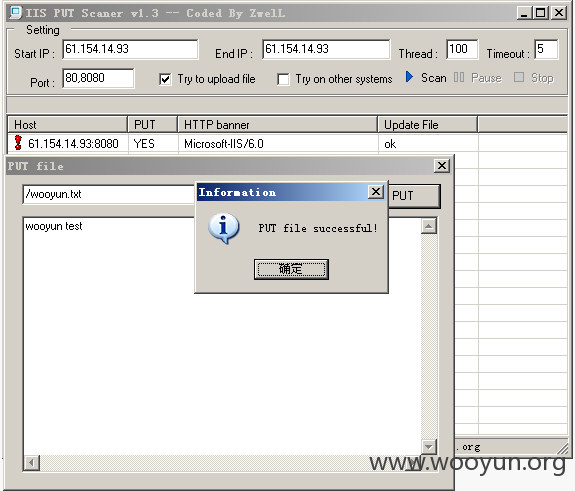 IIS PUT Scaner v1.3 -- Coded By ZwelL
Setting
Start IP : 61.154.14.93 End IP : 61.154.14.93 Thread : 100 Timeout : 5
Port : 80,8080 Try to upload file Try on other systems Scan Pause Stop
Host PUT HTTP banner Update File
61.154.14.93:8080 YES Microsoft-IIS/6.0 ok
PUT file
/wooyun.txt PUT
wooyun test
Information
PUT file successful!
确定
.org
www.wooyun.org